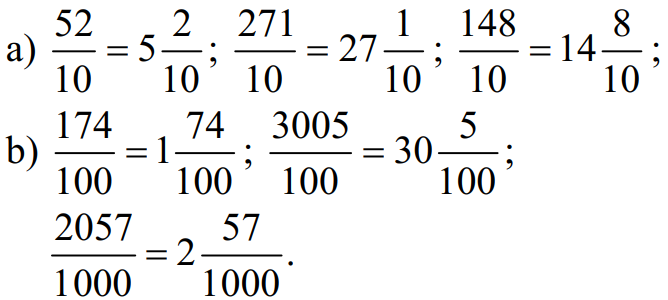 a) 52/10 = 5 2/10; 271/10 = 27 1/10; 148/10 = 14 8/10;
b) 174/100 = 1 74/100; 3005/100 = 30 5/100;
2057/1000 = 2 57/1000.